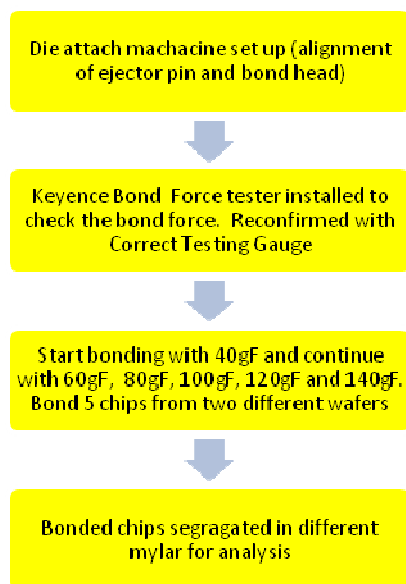 Die attach machacine set up (alignment
of ejector pin and bond head)
Keyence Bond Force tester installed to
check the bond force. Reconfirmed with
Correct Testing Gauge
Start bonding with 40gF and continue
with 60gF, 80gF, 100gF, 120gF and 140gF.
Bond 5 chips from two different wafers
Bonded chips segragated in different
mylar for analysis